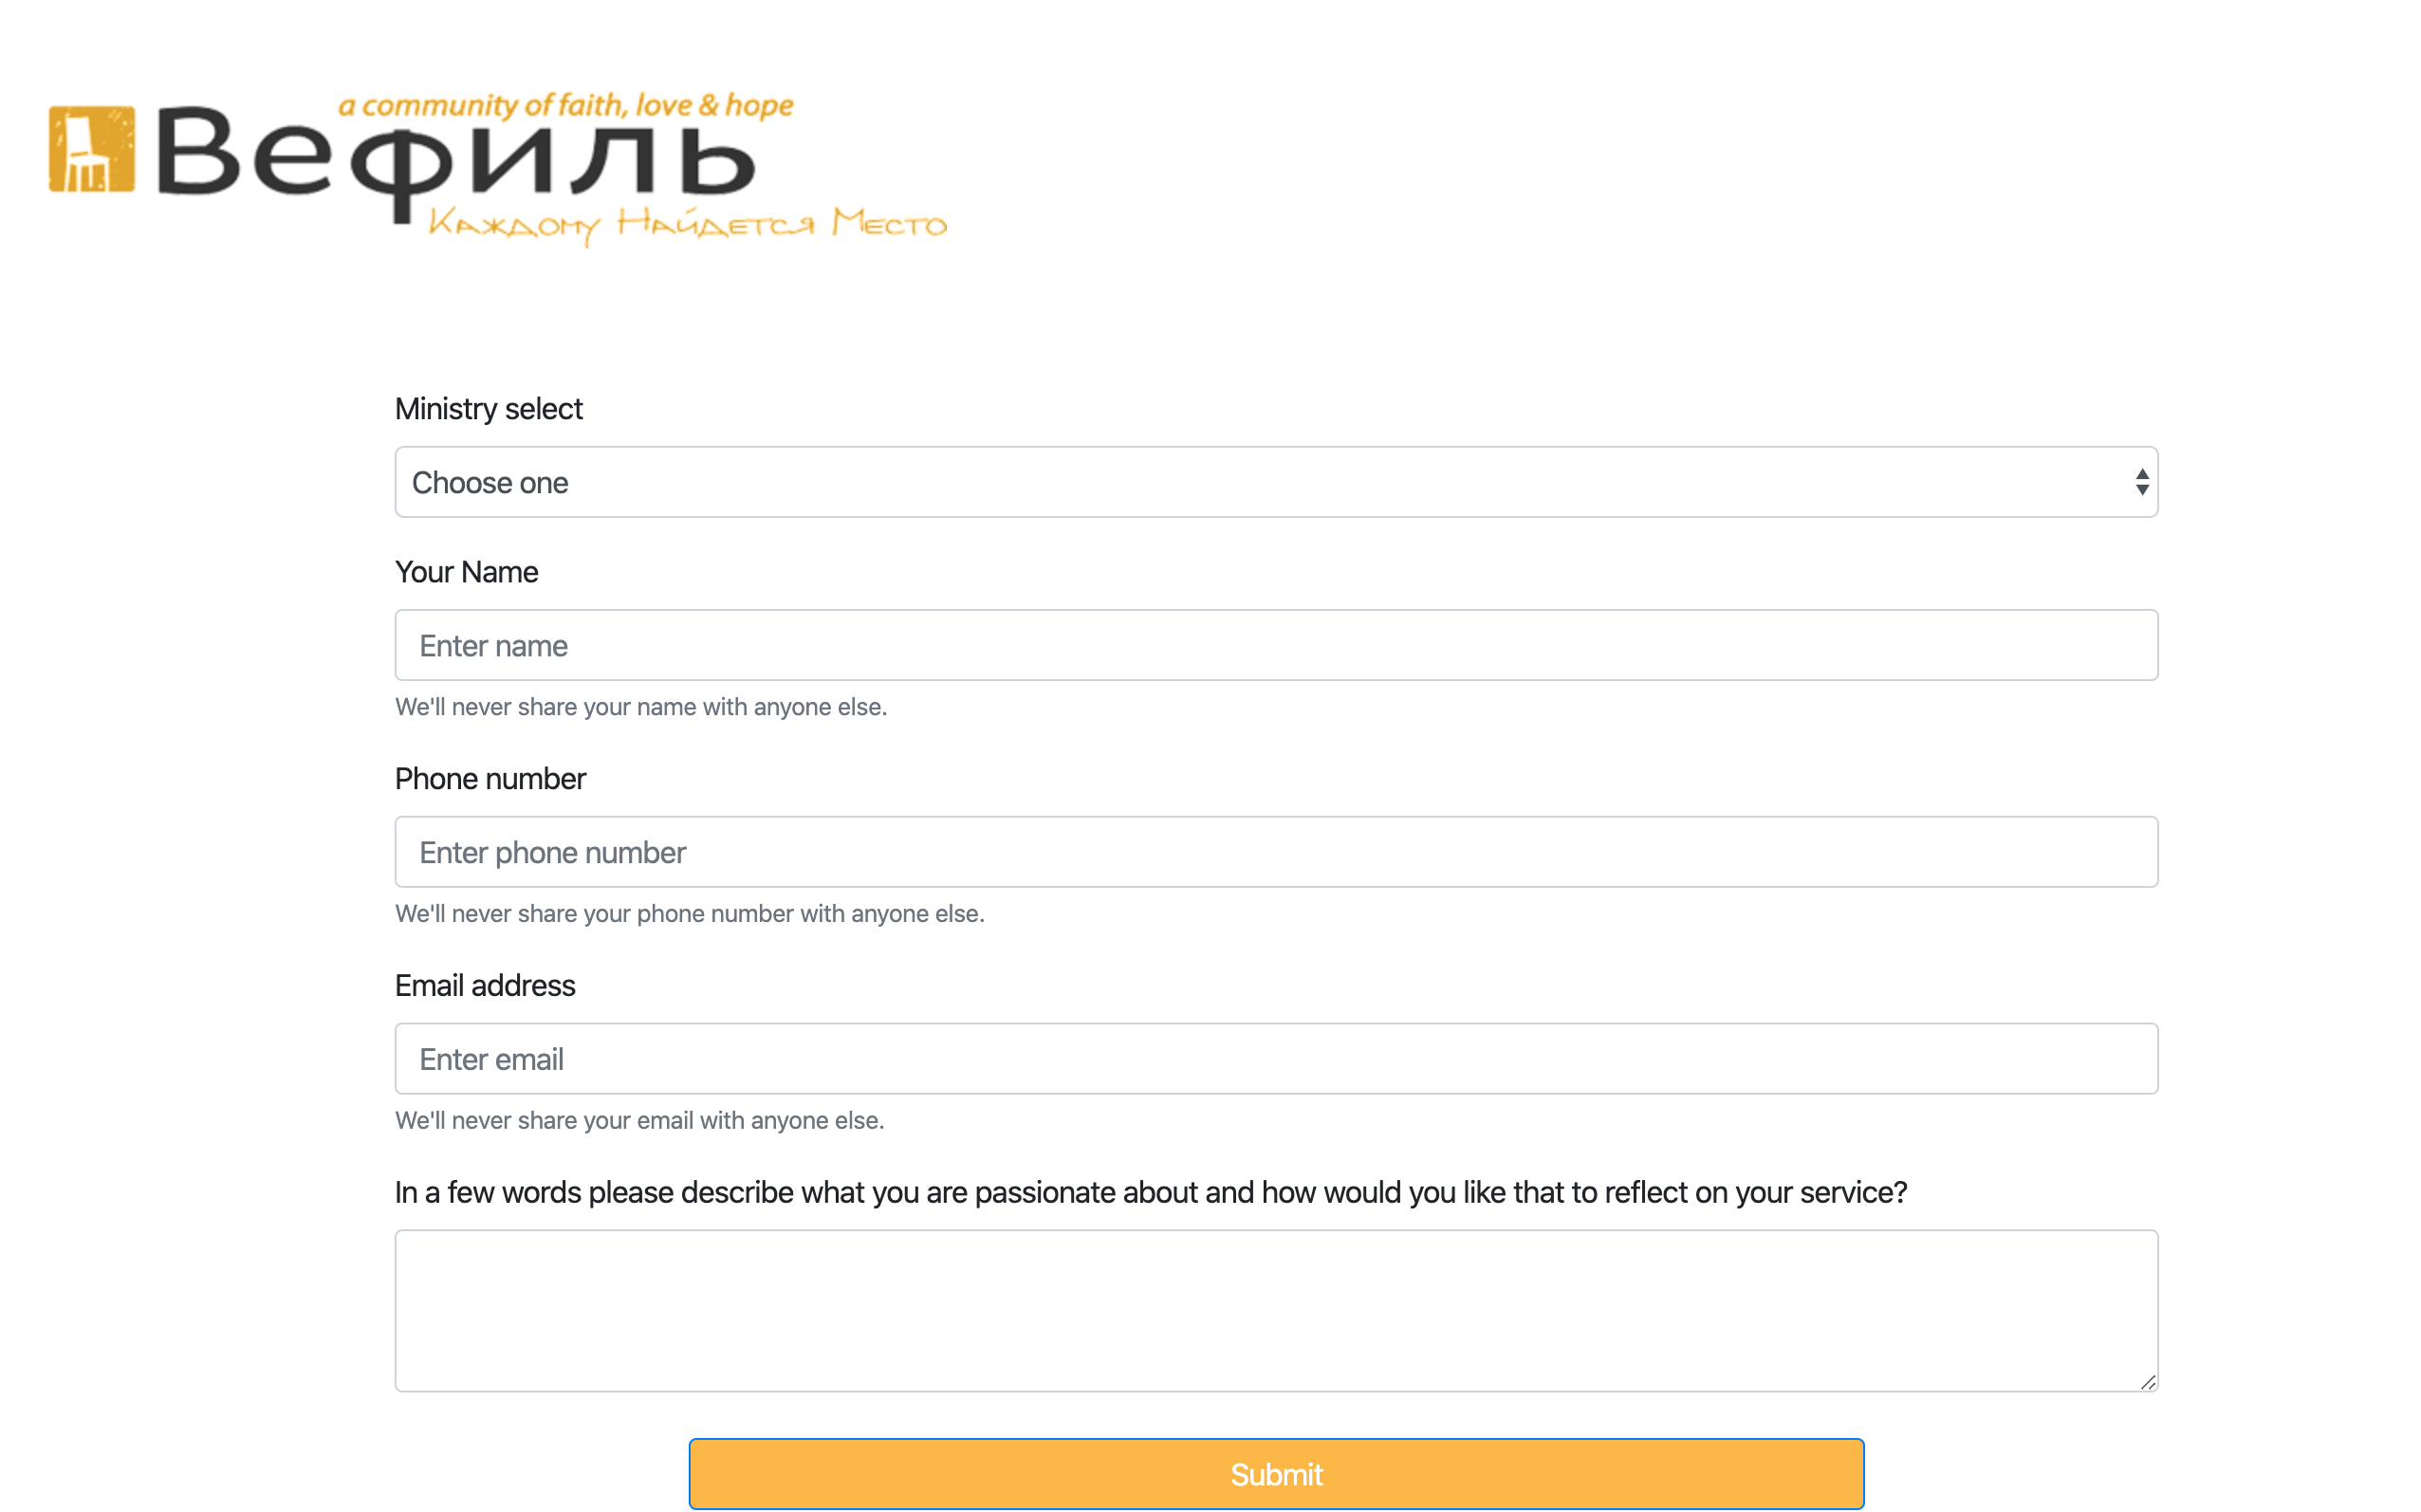 a community of faith, love & hope
Вефиль
Каждому Найдется Место
Ministry select
Choose one
Your Name
Enter name
We'll never share your name with anyone else.
Phone number
Enter phone number
We'll never share your phone number with anyone else.
Email address
Enter email
We'll never share your email with anyone else.
In a few words please describe what you are passionate about and how would you like that to reflect on your service?
Submit